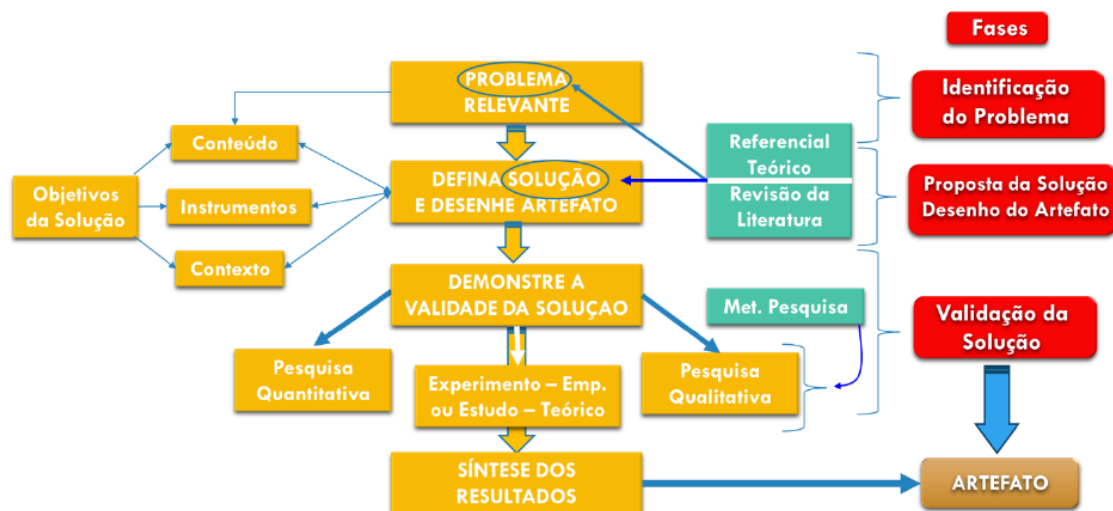 Fases
PROBLEMA
RELEVANTE
Identificação
do Problema
Conteúdo
Referencial
Teórico
Objetivos
da Solução
Instrumentos
DEFINA SOLUÇÃO
E DESENHE ARTEFATO
Revisão da
Literatura
Proposta da Solução
Desenho do Artefato
Contexto
DEMONSTRE A
VALIDADE DA SOLUÇAO
Met. Pesquisa
Validação da
Solução
Pesquisa
Quantitativa
Experimento – Emp.
ou Estudo – Teórico
Pesquisa
Qualitativa
SÍNTESE DOS
RESULTADOS
ARTEFATO